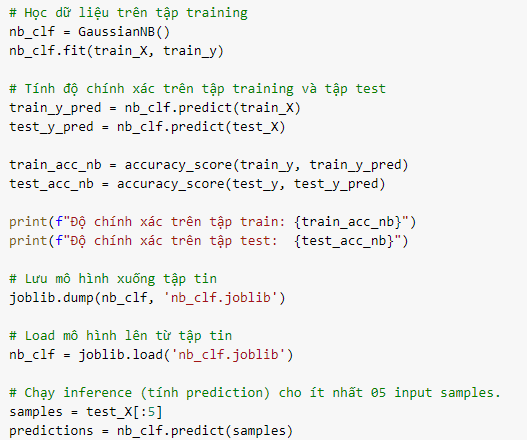 # Học dữ liệu trên tập training
nb_clf = GaussianNB()
nb_clf.fit(train_X, train_y)

# Tính độ chính xác trên tập training và tập test
train_y_pred = nb_clf.predict(train_X)
test_y_pred = nb_clf.predict(test_X)

train_acc_nb = accuracy_score(train_y, train_y_pred)
test_acc_nb = accuracy_score(test_y, test_y_pred)

print(f"Độ chính xác trên tập train: {train_acc_nb}")
print(f"Độ chính xác trên tập test:  {test_acc_nb}")

# Lưu mô hình xuống tập tin
joblib.dump(nb_clf, 'nb_clf.joblib')

# Load mô hình lên từ tập tin
nb_clf = joblib.load('nb_clf.joblib')

# Chạy inference (tính prediction) cho ít nhất 05 input samples.
samples = test_X[:5]
predictions = nb_clf.predict(samples)